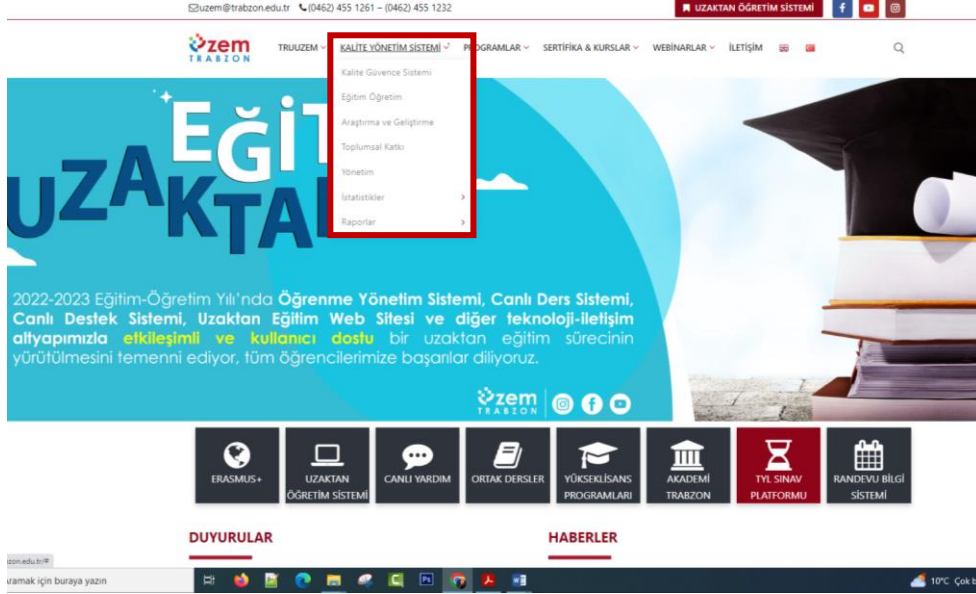 uzem@trabzon.edu.tr (0462) 455 1261 – (0462) 455 1232
UZAKTAN ÖĞRETİM SİSTEMİ
zem
TRABZON
TRUUZEM KALİTE YÖNETİM SİSTEMİ PROGRAMLAR SERTİFİKA & KURSLAR WEBİNARLAR İLETİŞİM
Kalite Güvence Sistemi
Eğitim Öğretim
Araştırma ve Geliştirme
Toplumsal Katkı
Yönetim
İstatistikler
Raporlar
EĞİT
UZAKTA
2022-2023 Eğitim-Öğretim Yılı'nda Öğrenme Yönetim Sistemi, Canlı Ders Sistemi,
Canlı Destek Sistemi, Uzaktan Eğitim Web Sitesi ve diğer teknoloji-iletişim
altyapımızla etkileşimli ve kullanıcı dostu bir uzaktan eğitim sürecinin
yürütülmesini temenni ediyor, tüm öğrencilerimize başarılar diliyoruz.
zem
TRABZON
ERASMUS+
UZAKTAN
ÖĞRETİM SİSTEMİ
CANLI YARDIM
ORTAK DERSLER
YÜKSEKLİSANS
PROGRAMLARI
AKADEMİ
TRABZON
TYL SINAV
PLATFORMU
RANDEVU BİLGİ
SİSTEMİ
DUYURULAR
HABERLER
zon.edu.tr/#
aramak için buraya yazın
10°C Çok b